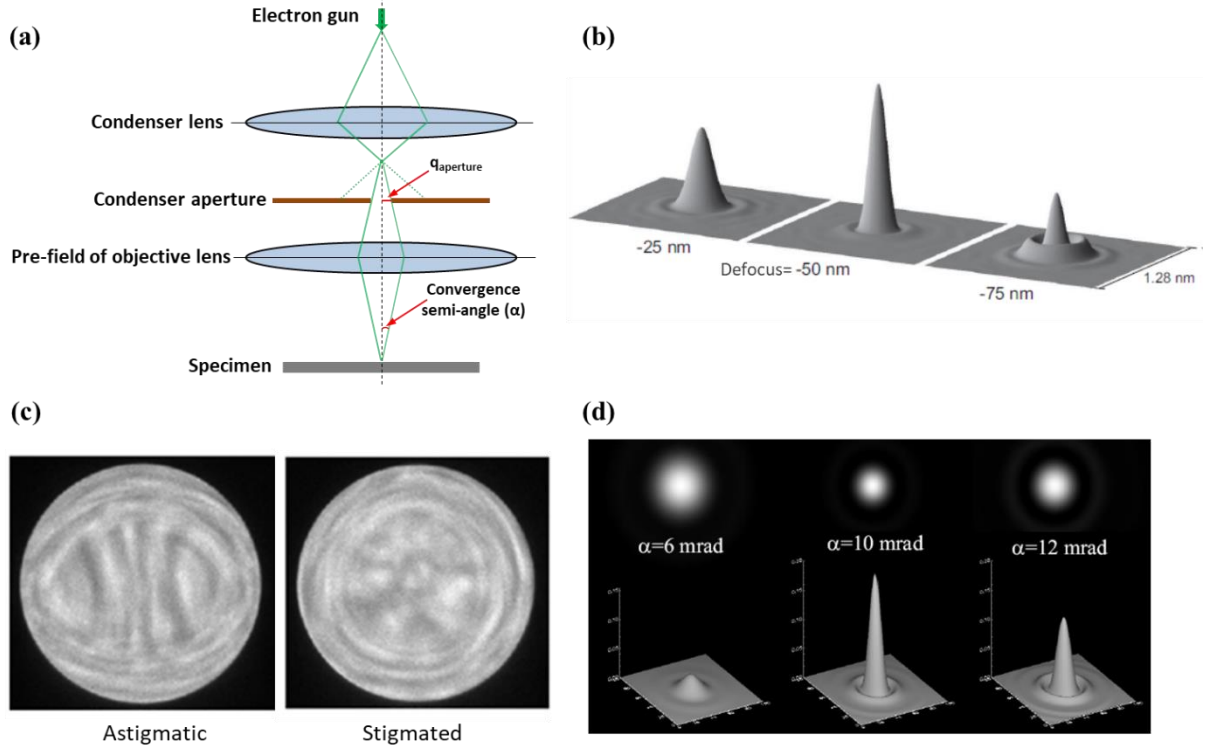 (a)
Electron gun
Condenser lens
q_aperture
Condenser aperture
Pre-field of objective lens
Convergence
semi-angle (α)
Specimen
(b)
-25 nm
Defocus= -50 nm
-75 nm
1.28 nm
(c)
Astigmatic
Stigmated
(d)
α=6 mrad
α=10 mrad
α=12 mrad